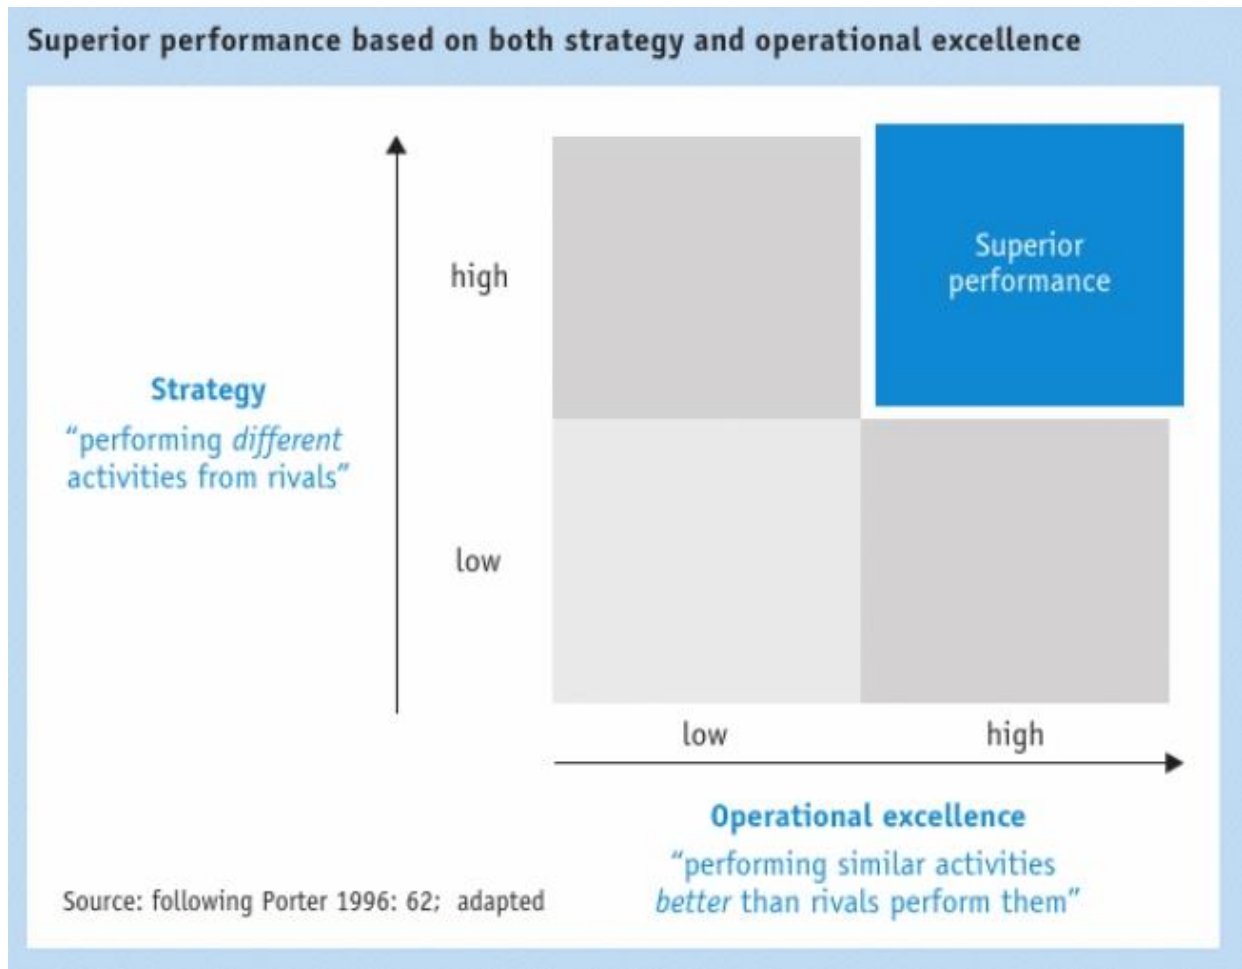 Superior performance based on both strategy and operational excellence
high
Superior
performance
Strategy
“performing different
activities from rivals”
low
low
high
Operational excellence
“performing similar activities
better than rivals perform them”
Source: following Porter 1996: 62; adapted